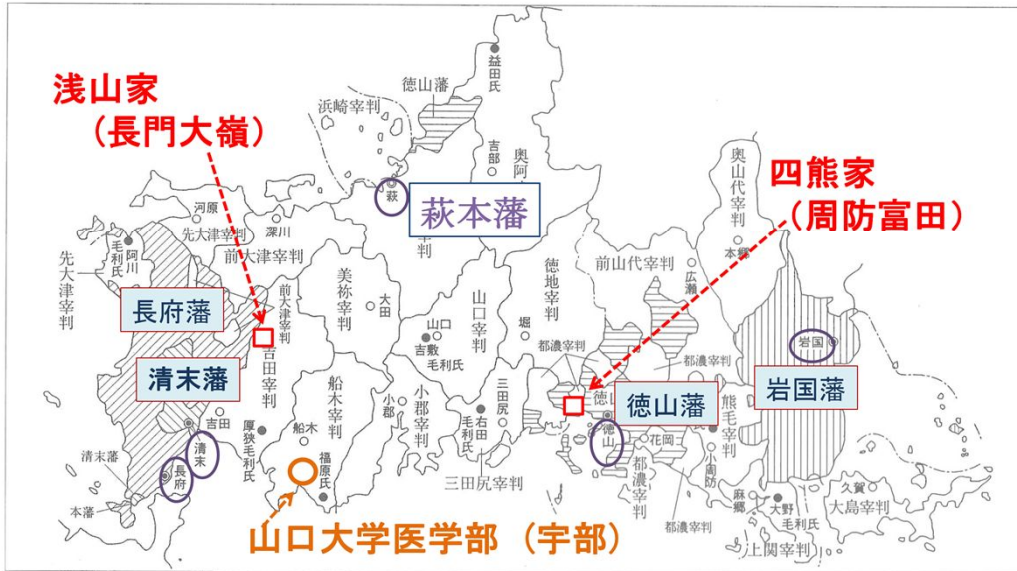 益田氏
徳山藩
浜崎宰判
浅山家
(長門大嶺)
吉部
奥阿
萩
萩本藩
奥山代宰判
四熊家
(周防富田)
本郷
河原
先大津宰判
深川
前大津宰判
阿川
毛利氏
先大津宰判
前大津宰判
長府藩
清末藩
美祢宰判
大田
山口宰判
山口
吉敷
毛利氏
徳地宰判
堀
前山代宰判
広瀬
都濃宰判
都濃宰判
岩国
岩国藩
吉田宰判
船木宰判
小郡
小郡宰判
三田尻
右田
毛利氏
徳山藩
徳山
花岡
熊毛宰判
吉田
厚狭毛利氏
船木
福原氏
清末藩
清末
長府
本藩
三田尻宰判
都濃宰判
都濃宰判
小周防
麻郷
大野
毛利氏
久賀
大島宰判
上関宰判
山口大学医学部(宇部)